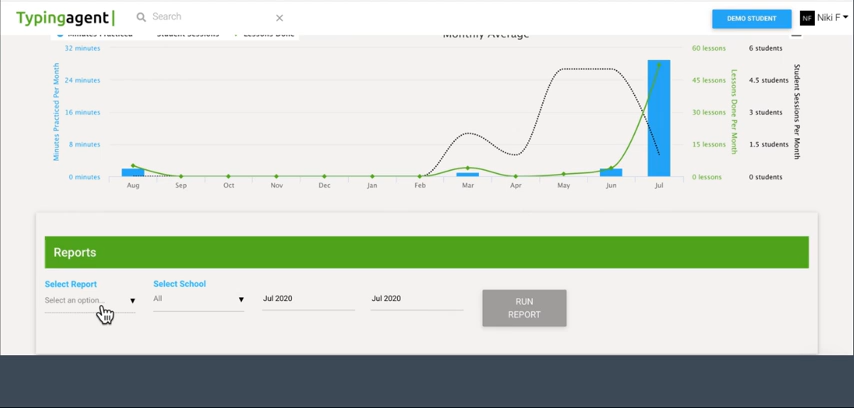 Typingagent|
Search
DEMO STUDENT
NF Niki F
Minutes Practiced Student Sessions Lessons Done
Monthly Average
32 minutes
24 minutes
16 minutes
8 minutes
0 minutes
Minutes Practiced Per Month
Aug Sep Oct Nov Dec Jan Feb Mar Apr May Jun Jul
60 lessons
45 lessons
30 lessons
15 lessons
0 lessons
Lessons Done Per Month
6 students
4.5 students
3 students
1.5 students
0 students
Student Sessions Per Month
Reports
Select Report
Select an option...
Select School
All
Jul 2020
Jul 2020
RUN
REPORT